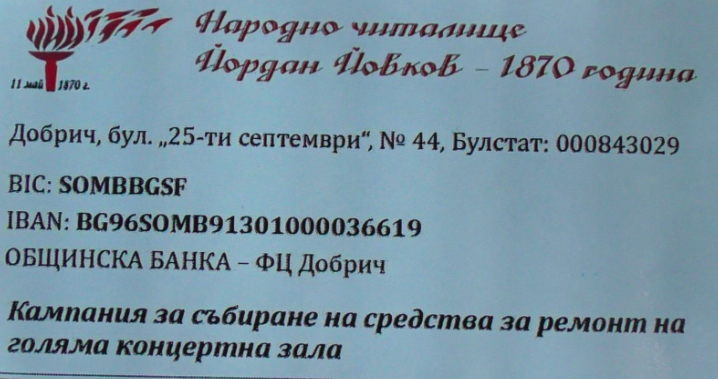 Народно читалище
Йордан Йовков – 1870 година
11 май 1870 г.
Добрич, бул. „25-ти септември“, № 44, Булстат: 000843029
BIC: SOMBBGSF
IBAN: BG96SOMB91301000036619
ОБЩИНСКА БАНКА – ФЦ Добрич
Кампания за събиране на средства за ремонт на
голяма концертна зала